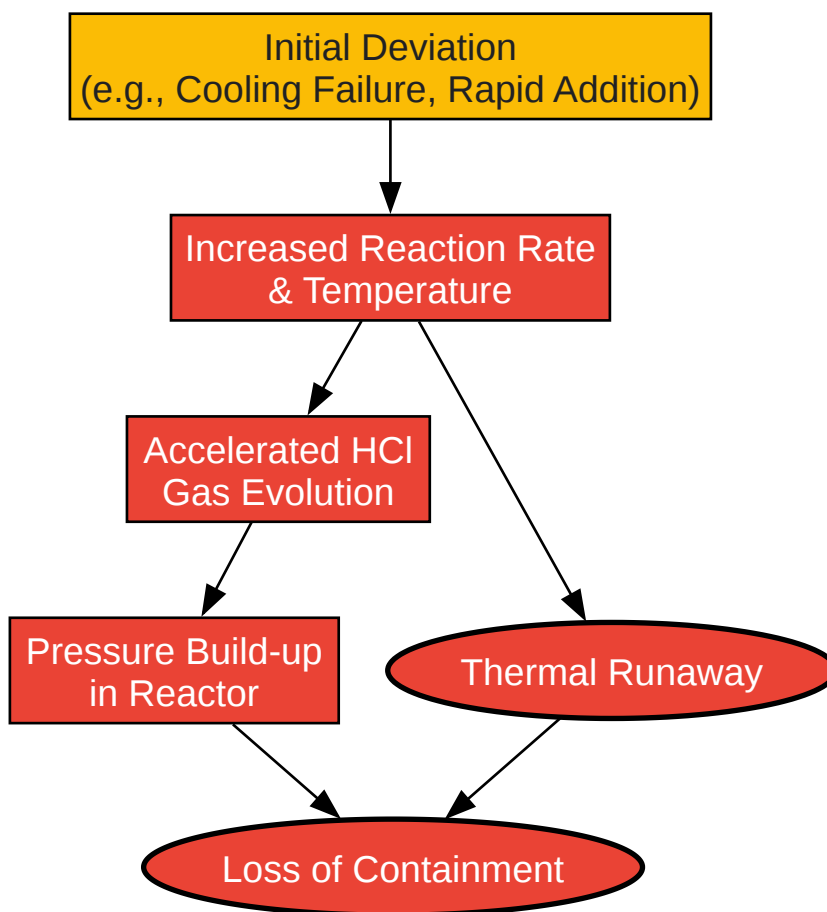 Initial Deviation
(e.g., Cooling Failure, Rapid Addition)
Increased Reaction Rate
& Temperature
Accelerated HCl
Gas Evolution
Pressure Build-up
in Reactor
Thermal Runaway
Loss of Containment